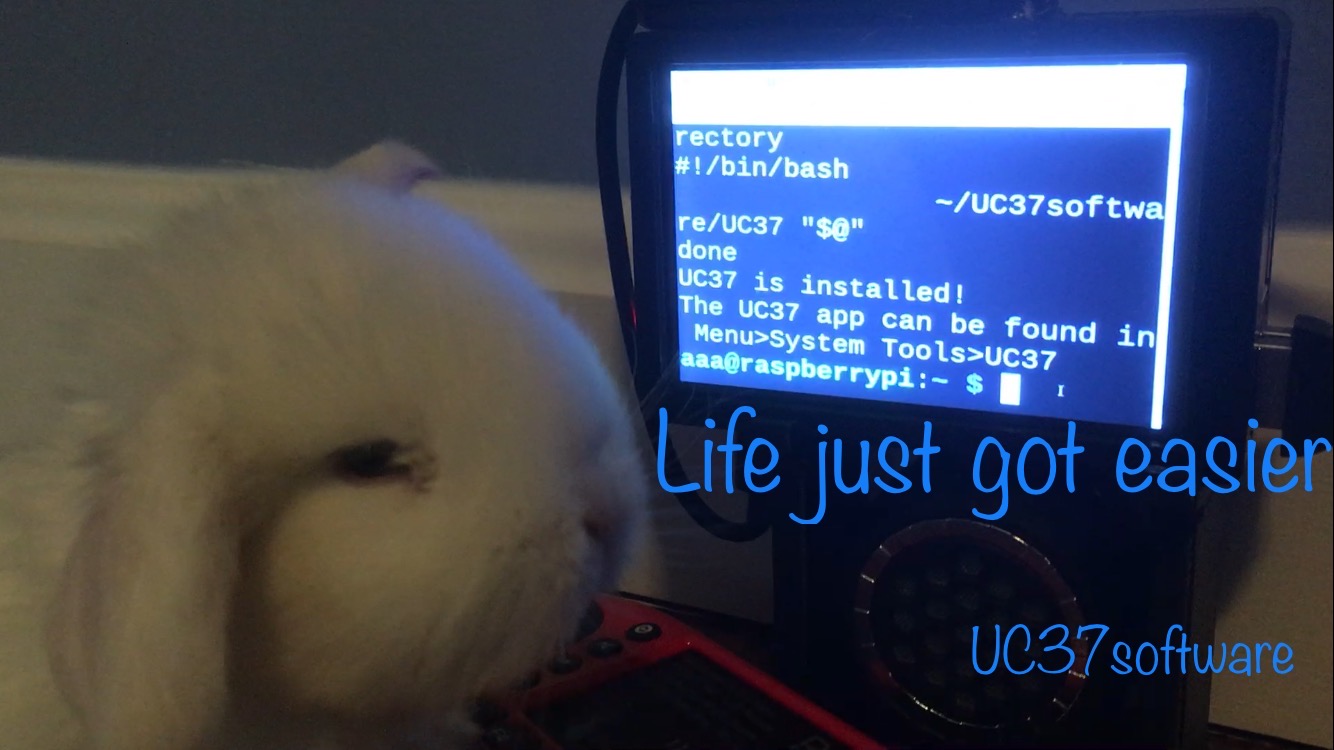 rectory
#!/bin/bash
~/UC37softwa
re/UC37 "$@"
done
UC37 is installed!
The UC37 app can be found in
Menu>System Tools>UC37
aaa@raspberrypi:~ $
Life just got easier
UC37software